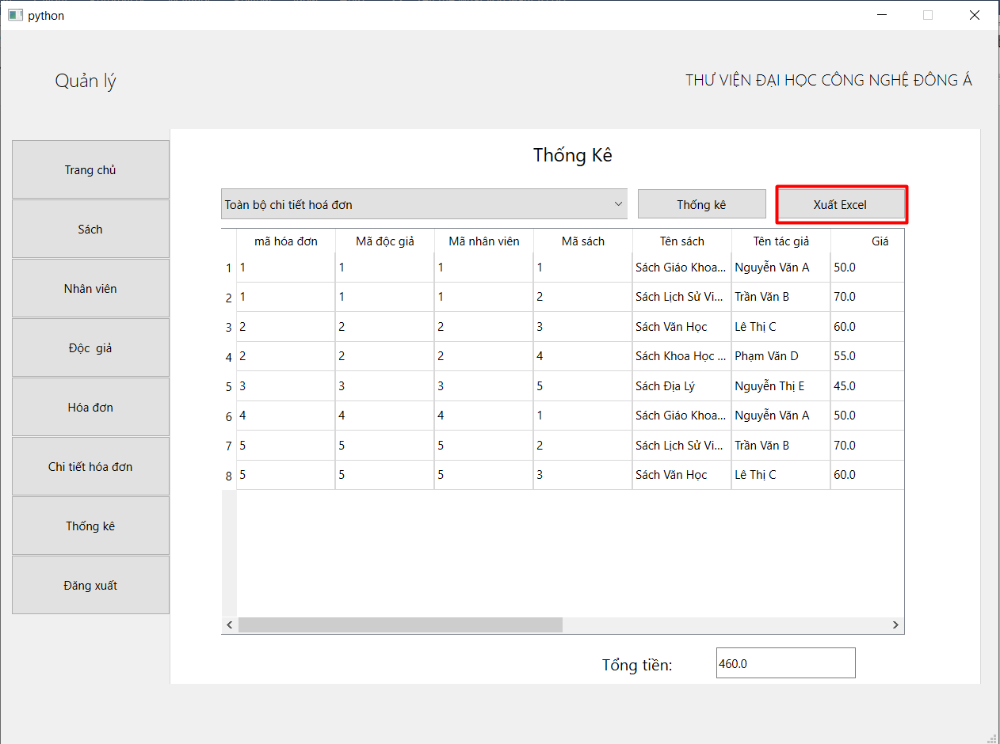 python
Quản lý
THƯ VIỆN ĐẠI HỌC CÔNG NGHỆ ĐÔNG Á
Trang chủ
Sách
Nhân viên
Độc giả
Hóa đơn
Chi tiết hóa đơn
Thống kê
Đăng xuất
Thống Kê
Toàn bộ chi tiết hoá đơn Thống kê Xuất Excel
mã hóa đơn Mã độc giả Mã nhân viên Mã sách Tên sách Tên tác giả Giá
1 1 1 1 1 Sách Giáo Khoa... Nguyễn Văn A 50.0
2 1 1 1 2 Sách Lịch Sử Vi... Trần Văn B 70.0
3 2 2 2 3 Sách Văn Học Lê Thị C 60.0
4 2 2 2 4 Sách Khoa Học ... Phạm Văn D 55.0
5 3 3 3 5 Sách Địa Lý Nguyễn Thị E 45.0
6 4 4 4 1 Sách Giáo Khoa... Nguyễn Văn A 50.0
7 5 5 5 2 Sách Lịch Sử Vi... Trần Văn B 70.0
8 5 5 5 3 Sách Văn Học Lê Thị C 60.0
Tổng tiền: 460.0